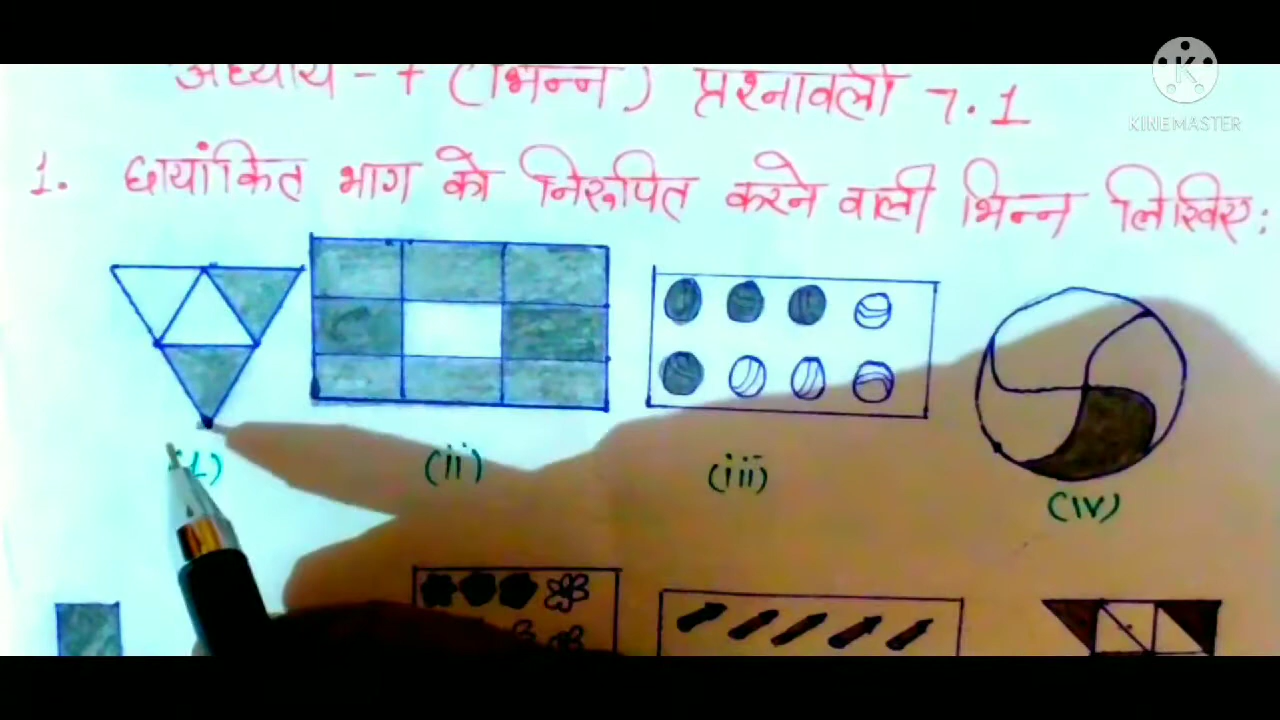 अध्याय - 7 (भिन्न) प्रश्नावली 7.1
KINEMASTER
1. छायांकित भाग को निरूपित करने वाली भिन्न लिखिए:
(ii) (iii) (iv)